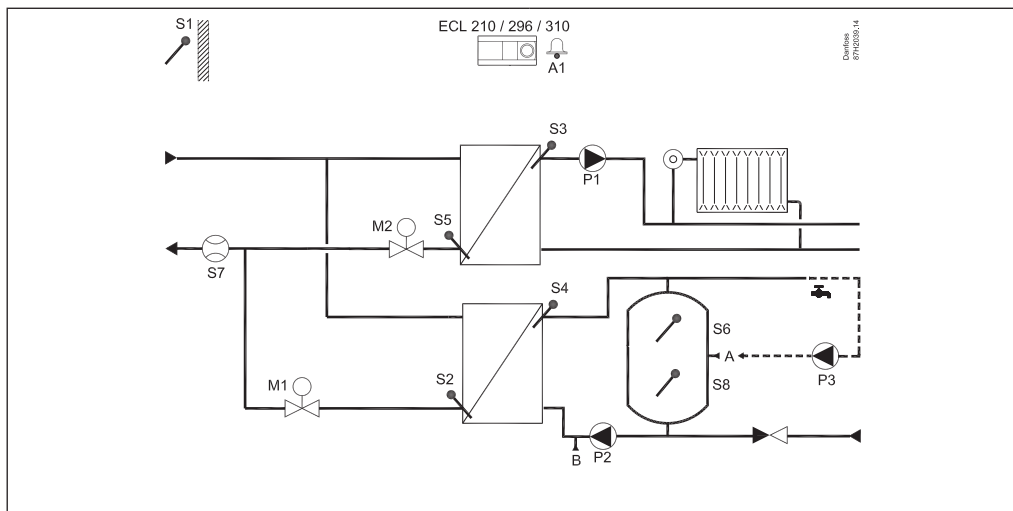 S1
ECL 210 / 296 / 310
A1
Danfoss
87H2039.14
S3
P1
S5
M2
S7
S4
S6
A
S8
P3
S2
M1
B
P2